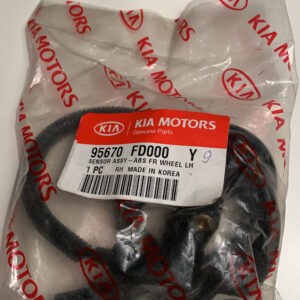 KIA MOTORS
KIA
KIA MOTORS
Genuine Parts
95670 FD000 Y 9
SENSOR ASSY-ABS FR WHEEL LH
1 PC RH MADE IN KOREA
KIA MOTORS
KIA MOTORS